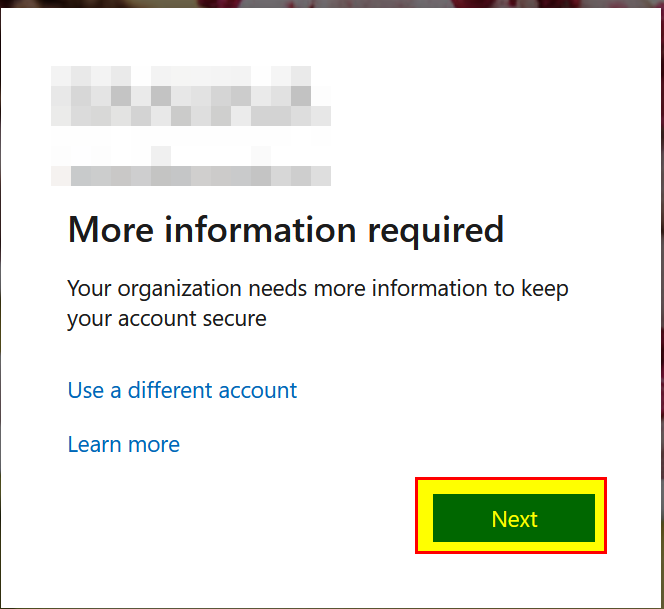 More information required
Your organization needs more information to keep
your account secure
Use a different account
Learn more
Next